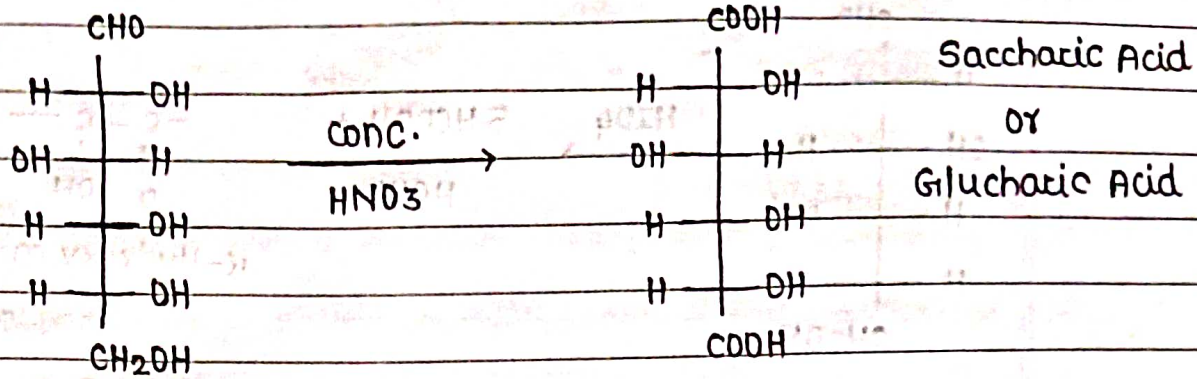 CHO COOH
Saccharic Acid
H OH H OH
conc. or
OH H OH H
HNO3 Glucharic Acid
H OH H OH
H OH H OH
CH2OH COOH